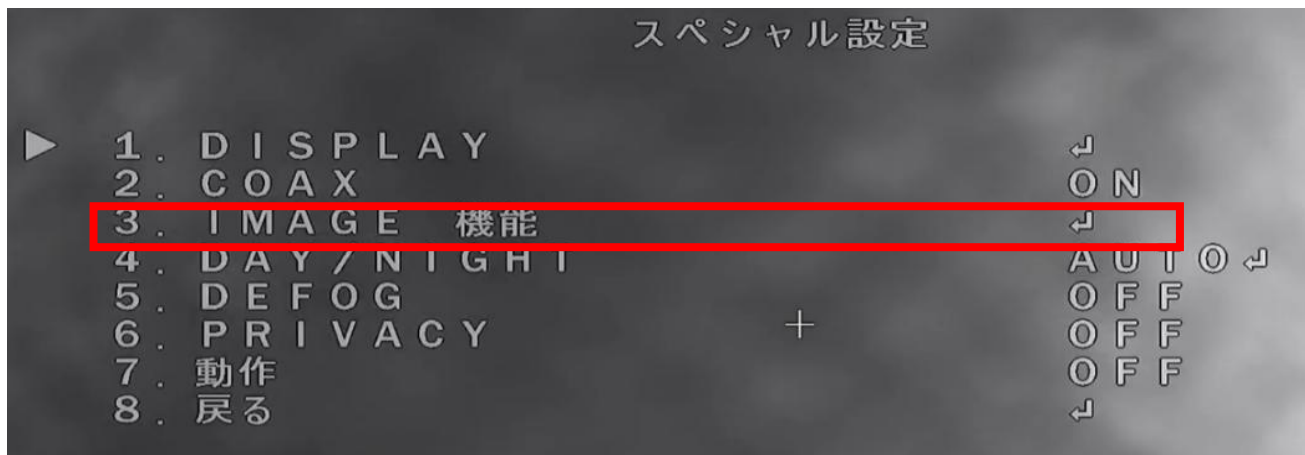 スペシャル設定
1. DISPLAY ↵
2. COAX ON
3. IMAGE 機能 ↵
4. DAY/NIGHT AUTO↵
5. DEFOG OFF
6. PRIVACY OFF
7. 動作 OFF
8. 戻る ↵